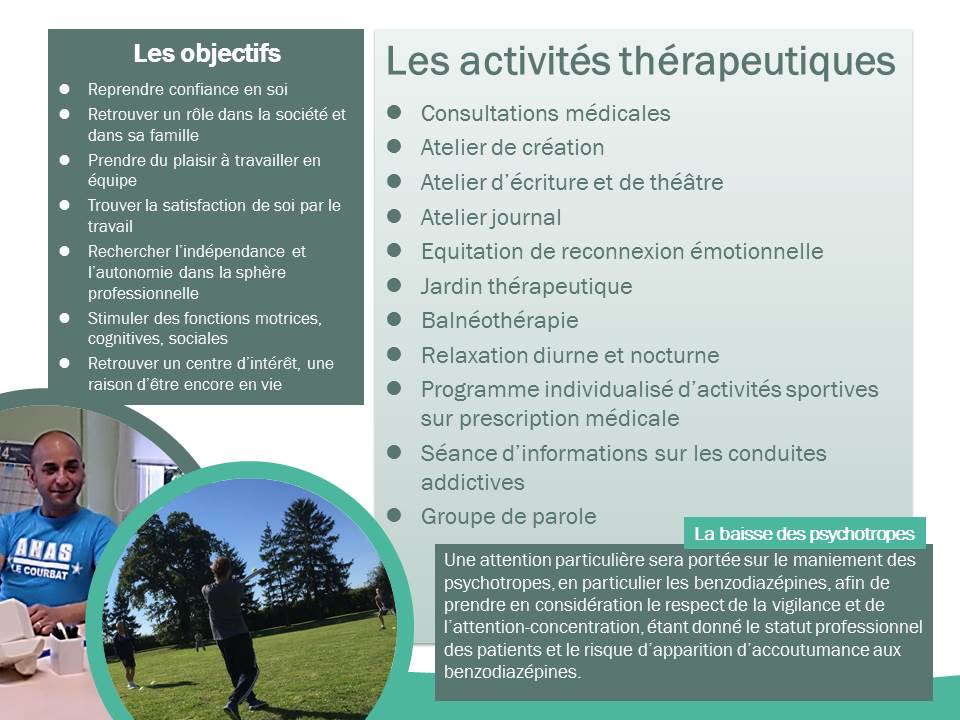 Les objectifs
Reprendre confiance en soi
Retrouver un rôle dans la société et
dans sa famille
Prendre du plaisir à travailler en
équipe
Trouver la satisfaction de soi par le
travail
Rechercher l'indépendance et
l'autonomie dans la sphère
professionnelle
Stimuler des fonctions motrices,
cognitives, sociales
Retrouver un centre d'intérêt, une
raison d'être encore en vie
Les activités thérapeutiques
Consultations médicales
Atelier de création
Atelier d'écriture et de théâtre
Atelier journal
Equitation de reconnexion émotionnelle
Jardin thérapeutique
Balnéothérapie
Relaxation diurne et nocturne
Programme individualisé d'activités sportives
sur prescription médicale
Séance d'informations sur les conduites
addictives
Groupe de parole
La baisse des psychotropes
Une attention particulière sera portée sur le maniement des
psychotropes, en particulier les benzodiazépines, afin de
prendre en considération le respect de la vigilance et de
l'attention-concentration, étant donné le statut professionnel
des patients et le risque d'apparition d'accoutumance aux
benzodiazépines.
24
ANAS
LE COURBAT